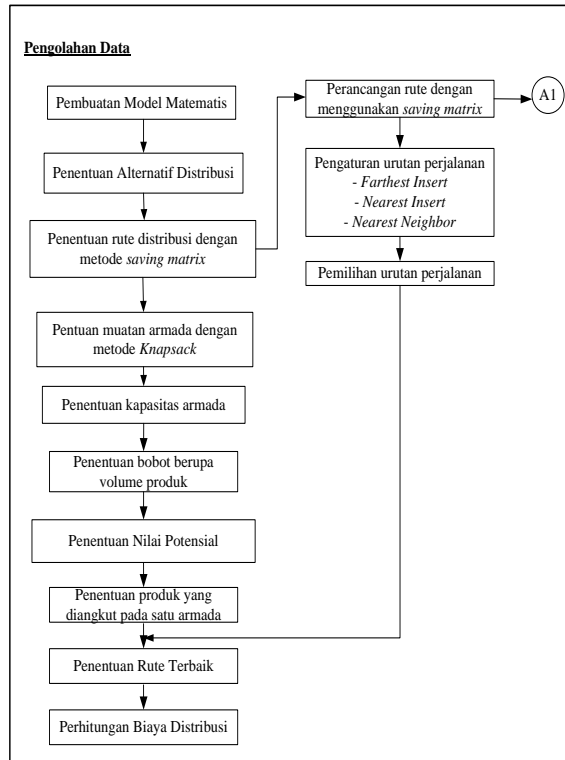 Pengolahan Data
Pembuatan Model Matematis
Penentuan Alternatif Distribusi
Penentuan rute distribusi dengan
metode saving matrix
Pentuan muatan armada dengan
metode Knapsack
Penentuan kapasitas armada
Penentuan bobot berupa
volume produk
Penentuan Nilai Potensial
Penentuan produk yang
diangkut pada satu armada
Penentuan Rute Terbaik
Perhitungan Biaya Distribusi
Perancangan rute dengan
menggunakan saving matrix
A1
Pengaturan urutan perjalanan
- Farthest Insert
- Nearest Insert
- Nearest Neighbor
Pemilihan urutan perjalanan